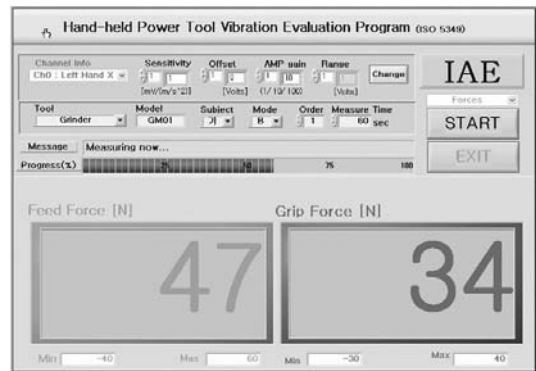 Hand-held Power Tool Vibration Evaluation Program (ISO 5349)
Channel Info Sensitivity Offset AMP gain Range
Ch0 : Left Hand X 1 1 1 10 1 Change
[mV/(m/s^2)] [Volts] (1/10/100) [Volts]
IAE
Forces
Tool Model Subject Mode Order Measure Time
Grinder GM01 기 B 1 60 sec
START
Message Measuring now...
EXIT
Progress(%) 25 50 75 100
Feed Force [N] Grip Force [N]
47 34
Min -40 Max 60 Min -30 Max 40